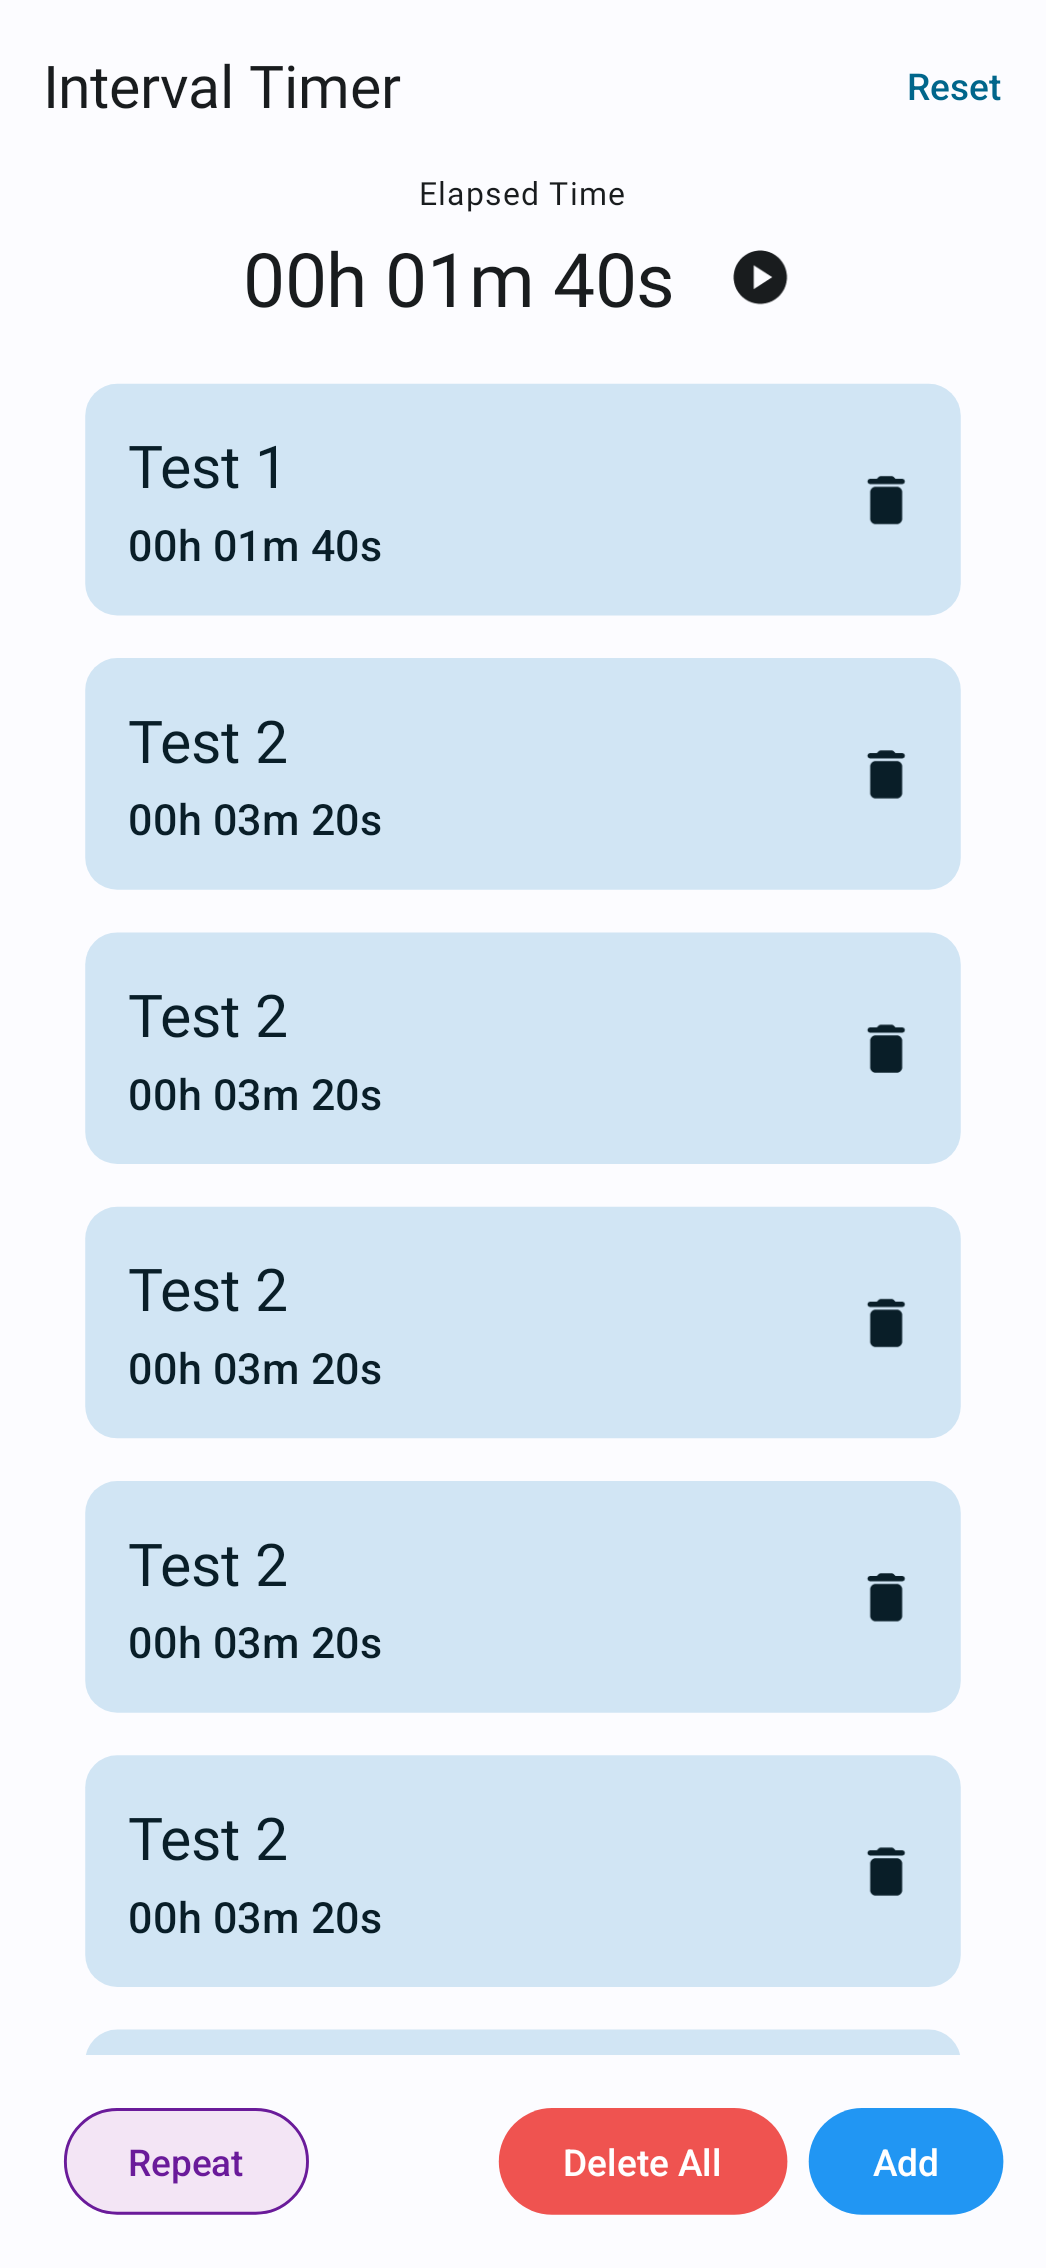 Interval Timer
Reset
Elapsed Time
00h 01m 40s
Test 1
00h 01m 40s
Test 2
00h 03m 20s
Test 2
00h 03m 20s
Test 2
00h 03m 20s
Test 2
00h 03m 20s
Test 2
00h 03m 20s
Repeat
Delete All
Add